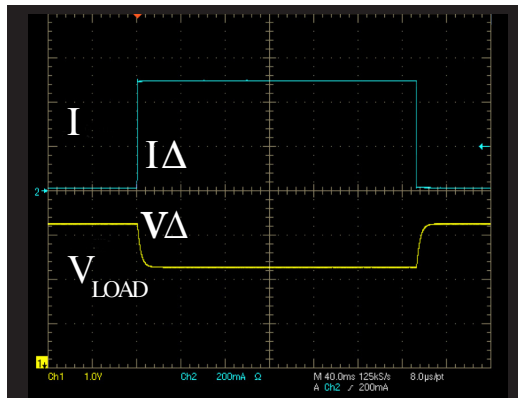 I
IΔ
2
VΔ
VLOAD
1
Ch1 1.0V Ch2 200mA Ω M 40.0ms 125kS/s 8.0µs/pt
A Ch2 ∕ 200mA